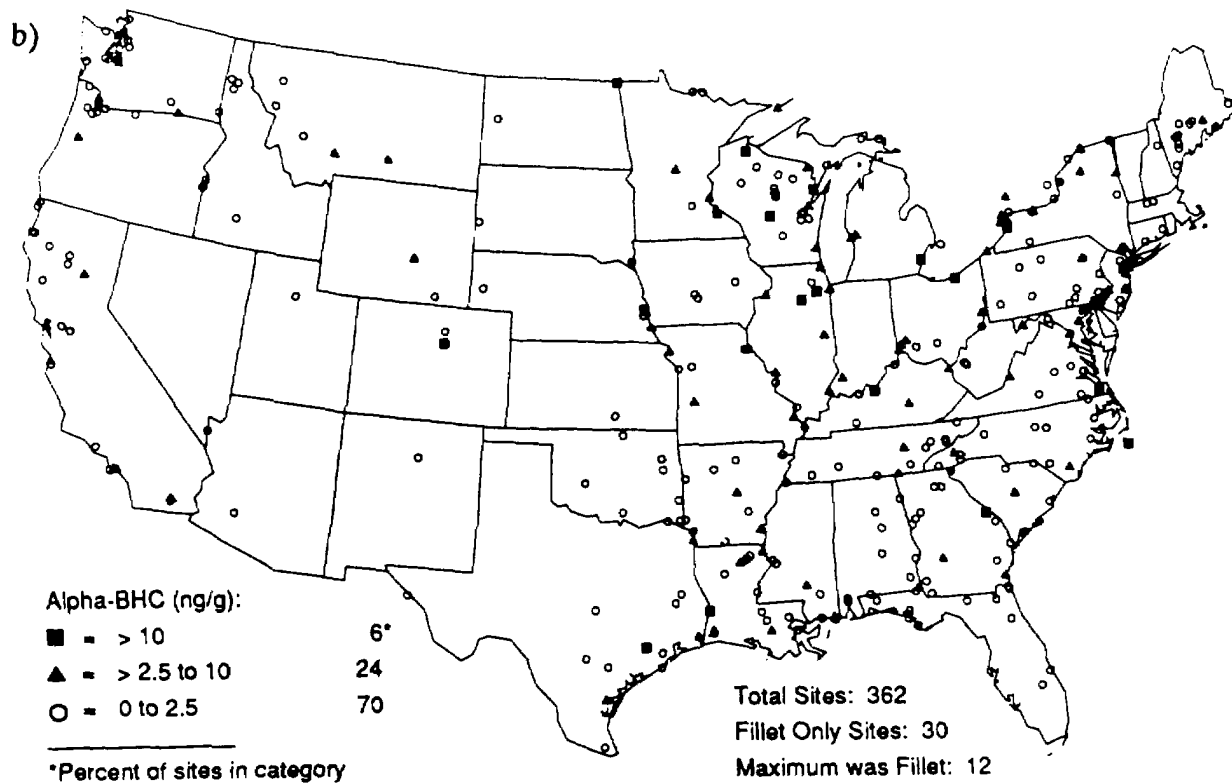 b)
Alpha-BHC (ng/g):
■ = > 10 6*
▲ = > 2.5 to 10 24
○ = 0 to 2.5 70
*Percent of sites in category
Total Sites: 362
Fillet Only Sites: 30
Maximum was Fillet: 12